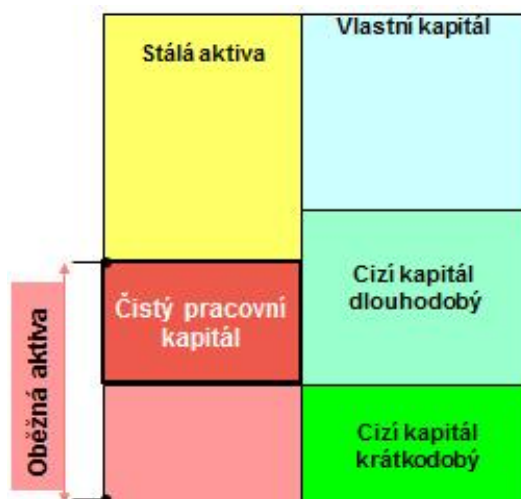 Stálá aktiva
Vlastní kapitál
Čistý pracovní
kapitál
Cizí kapitál
dlouhodobý
Oběžná aktiva
Cizí kapitál
krátkodobý